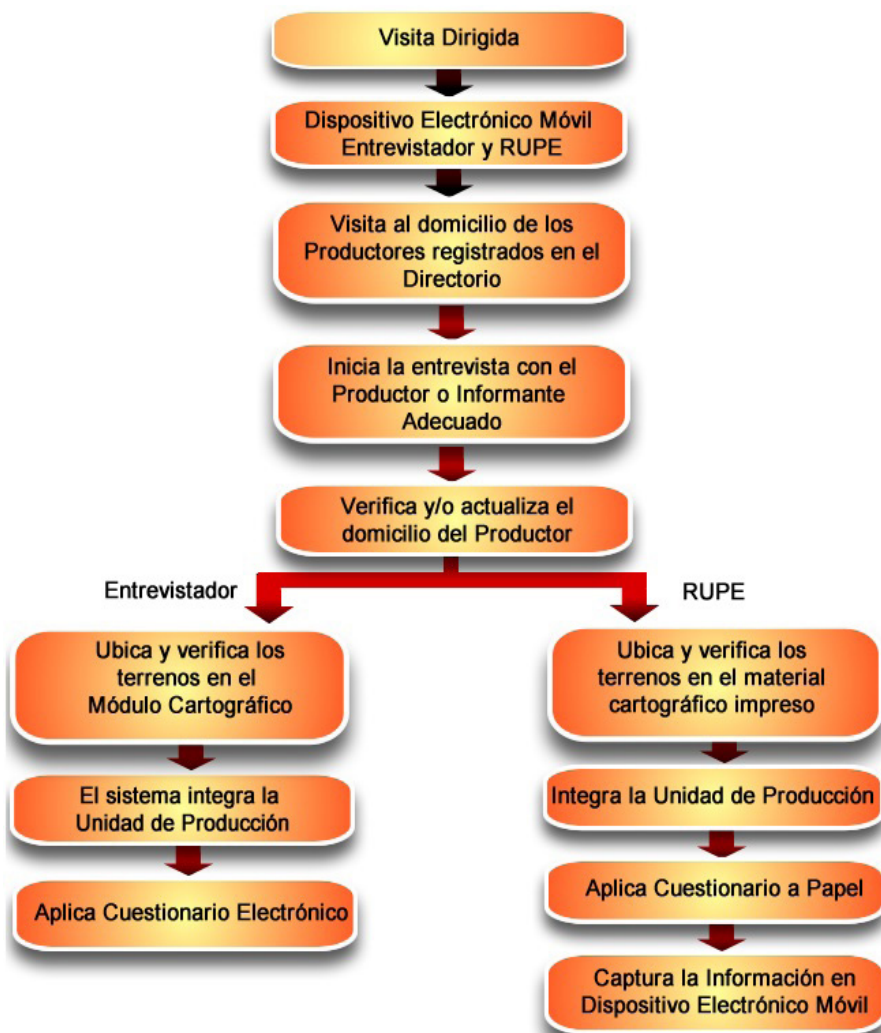 Visita Dirigida
Dispositivo Electrónico Móvil
Entrevistador y RUPE
Visita al domicilio de los
Productores registrados en el
Directorio
Inicia la entrevista con el
Productor o Informante
Adecuado
Verifica y/o actualiza el
domicilio del Productor
Entrevistador
Ubica y verifica los
terrenos en el
Módulo Cartográfico
El sistema integra la
Unidad de Producción
Aplica Cuestionario Electrónico
RUPE
Ubica y verifica los
terrenos en el material
cartográfico impreso
Integra la Unidad de Producción
Aplica Cuestionario a Papel
Captura la Información en
Dispositivo Electrónico Móvil